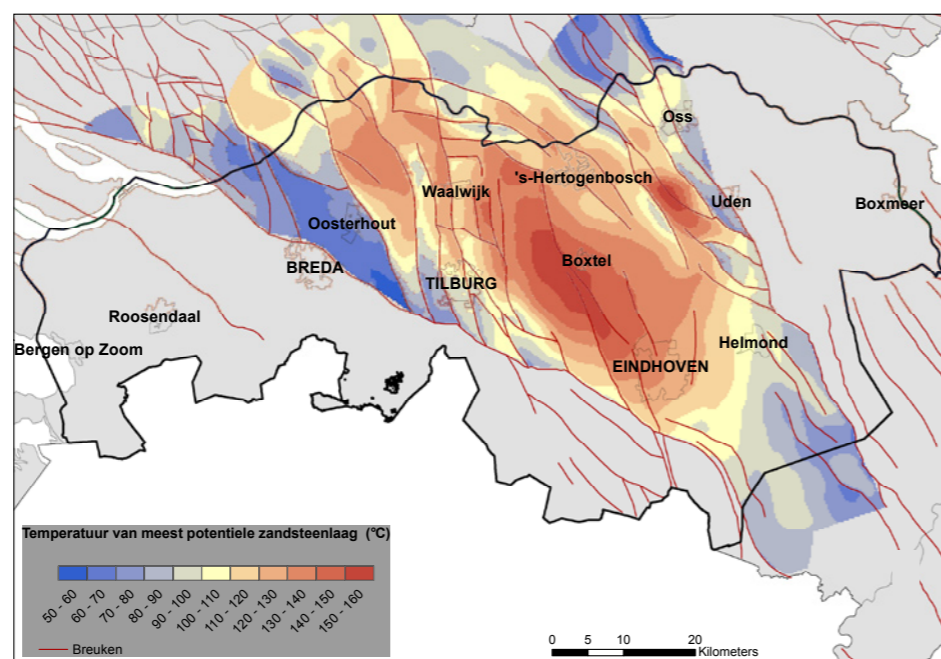 Oss
's-Hertogenbosch
Waalwijk
Uden
Boxmeer
Oosterhout
BREDA
Boxtel
TILBURG
Roosendaal
Bergen op Zoom
Helmond
EINDHOVEN
Temperatuur van meest potentiele zandsteenlaag (°C)
50 - 60
60 - 70
70 - 80
80 - 90
90 - 100
100 - 110
110 - 120
120 - 130
130 - 140
140 - 150
150 - 160
Breuken
0 5 10 20
Kilometers